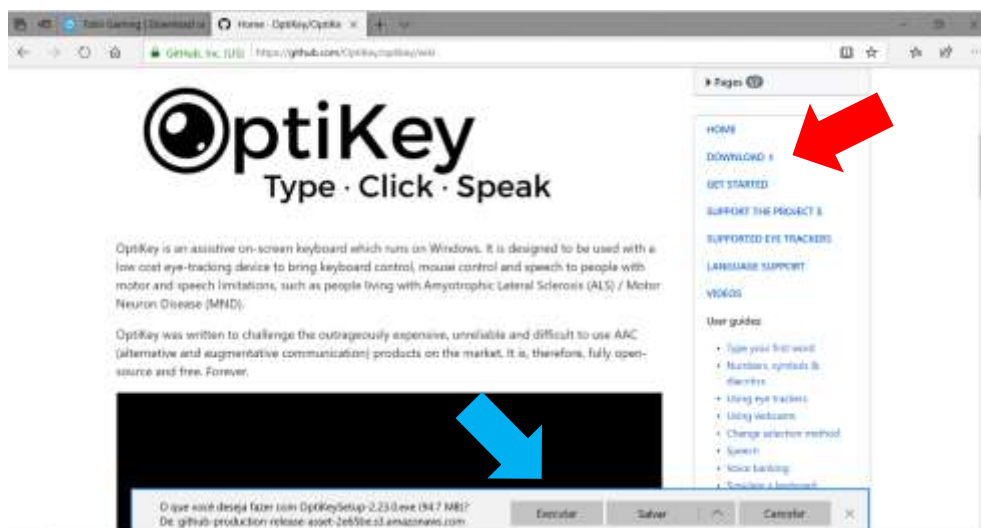 Home · OptiKey/OptiKe
GitHub, Inc. [US]
https://github.com/OptiKey/optikey/wiki
OptiKey
Type · Click · Speak
OptiKey is an assistive on-screen keyboard which runs on Windows. It is designed to be used with a
low cost eye-tracking device to bring keyboard control, mouse control and speech to people with
motor and speech limitations, such as people living with Amyotrophic Lateral Sclerosis (ALS) / Motor
Neuron Disease (MND).
OptiKey was written to challenge the outrageously expensive, unreliable and difficult to use AAC
(alternative and augmentative communication) products on the market. It is, therefore, fully open-
source and free. Forever.
Pages
HOME
DOWNLOAD
GET STARTED
SUPPORT THE PROJECT
SUPPORTED EYE TRACKERS
LANGUAGE SUPPORT
VIDEOS
User guides
Type your first word
Numbers, symbols &
diacritics
Using eye trackers
Using webcams
Change selection method
Speech
Voice banking
Simulate a keyboard
O que você deseja fazer com OptiKeySetup-2.23.0.exe (94.7 MB)?
De: github-production-release-asset-2e65be.s3.amazonaws.com
Executar
Salvar
Cancelar